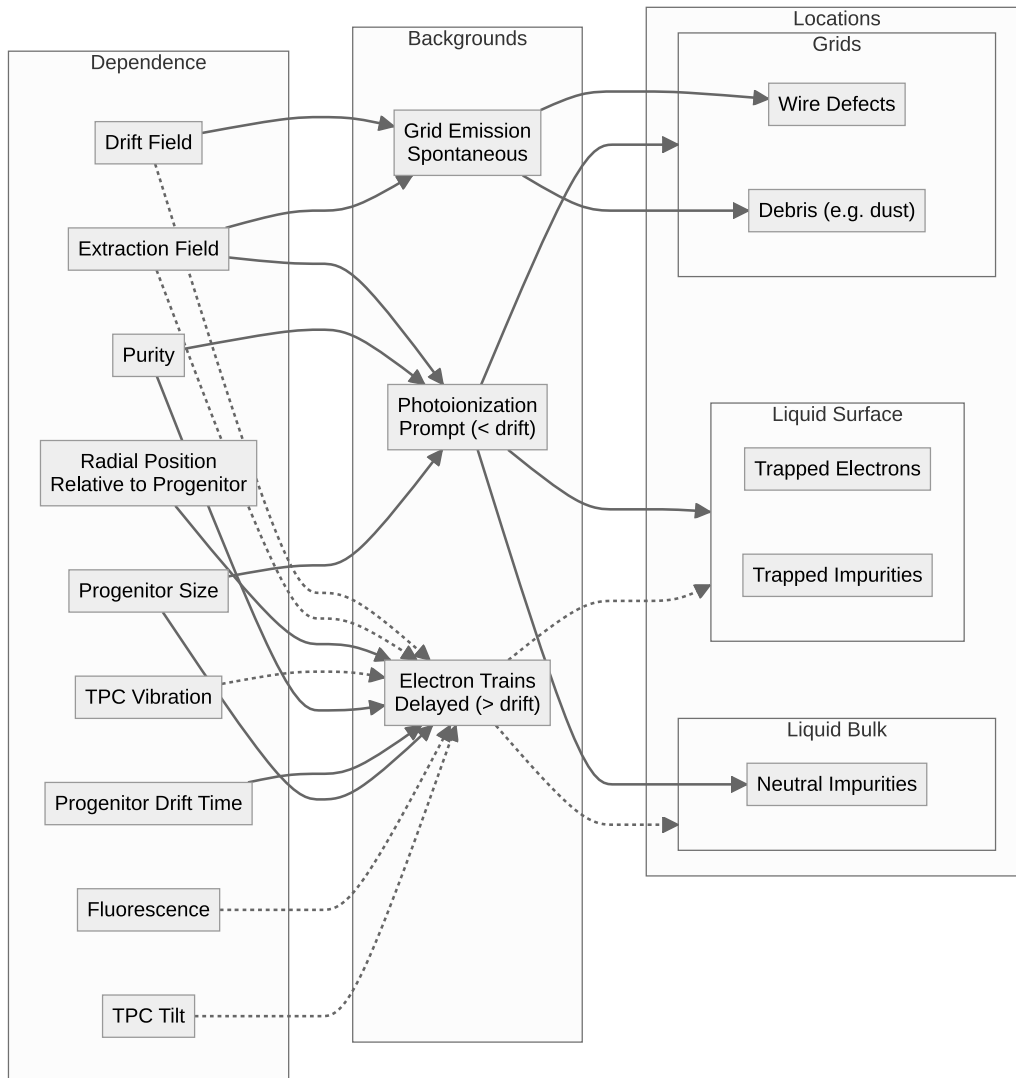 Dependence
Drift Field
Extraction Field
Purity
Radial Position
Relative to Progenitor
Progenitor Size
TPC Vibration
Progenitor Drift Time
Fluorescence
TPC Tilt
Backgrounds
Grid Emission
Spontaneous
Photoionization
Prompt (< drift)
Electron Trains
Delayed (> drift)
Locations
Grids
Wire Defects
Debris (e.g. dust)
Liquid Surface
Trapped Electrons
Trapped Impurities
Liquid Bulk
Neutral Impurities